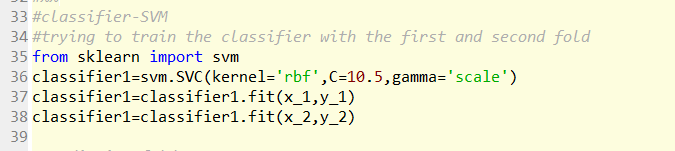 33 #classifier-SVM
34 #trying to train the classifier with the first and second fold
35 from sklearn import svm
36 classifier1=svm.SVC(kernel='rbf',C=10.5,gamma='scale')
37 classifier1=classifier1.fit(x_1,y_1)
38 classifier1=classifier1.fit(x_2,y_2)
39